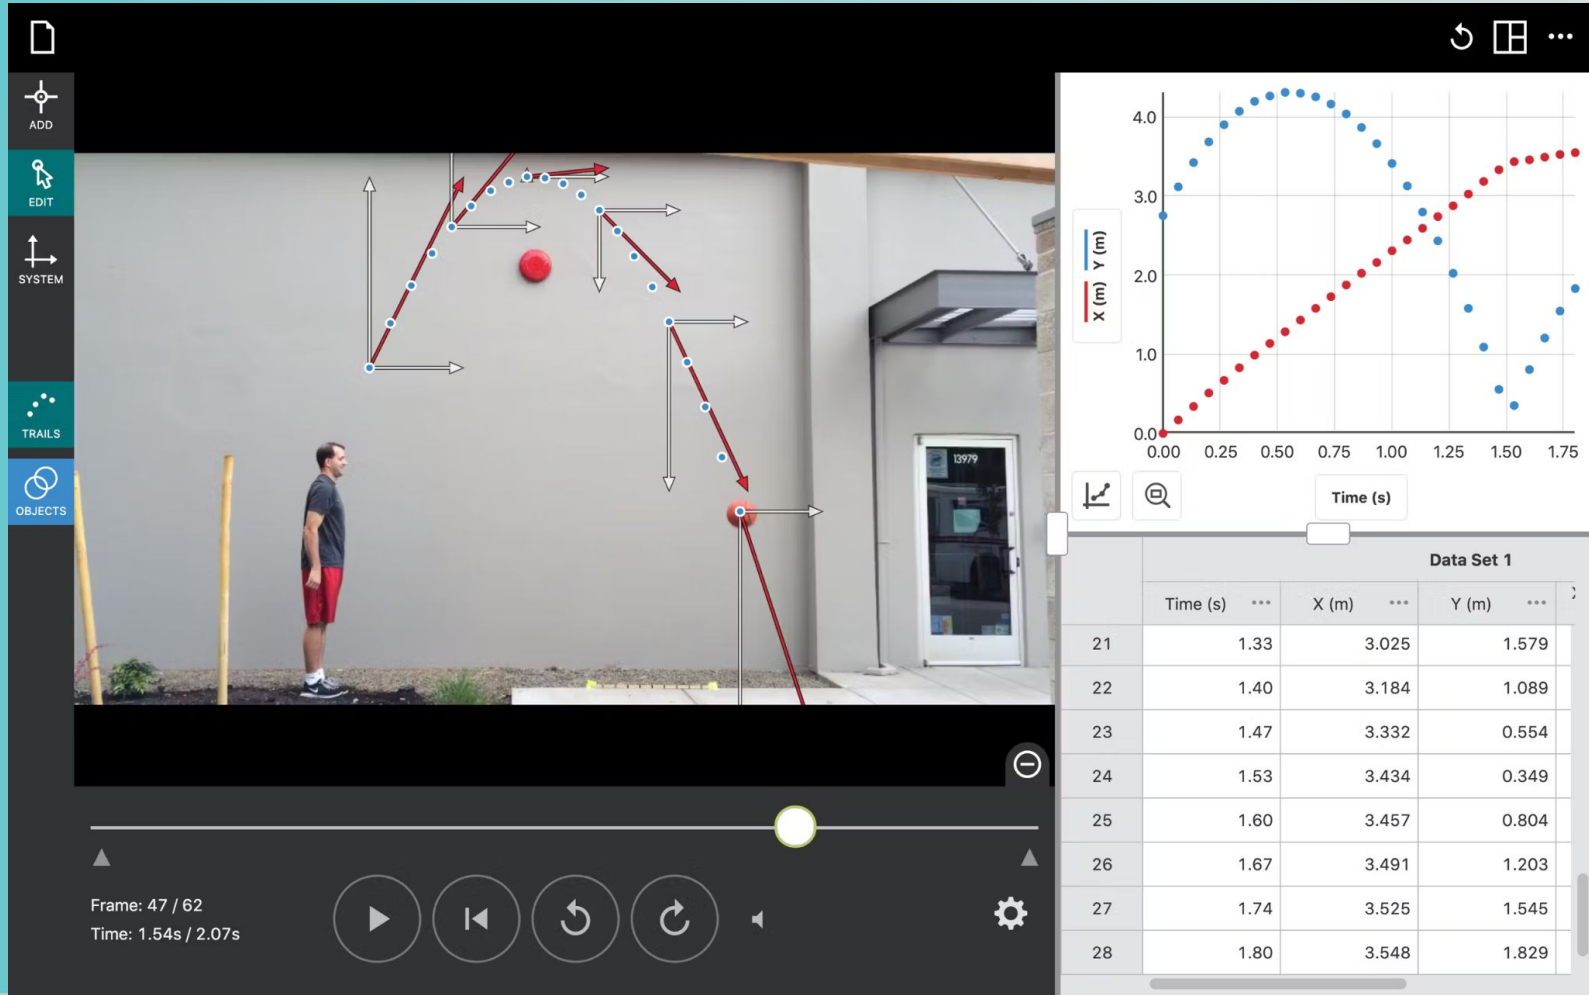 ADD
EDIT
SYSTEM
TRAILS
OBJECTS
13979
Frame: 47 / 62
Time: 1.54s / 2.07s
4.0
3.0
2.0
1.0
0.0
0.00 0.25 0.50 0.75 1.00 1.25 1.50 1.75
X (m) Y (m)
Time (s)
Data Set 1
Time (s) ••• X (m) ••• Y (m) •••
21 1.33 3.025 1.579
22 1.40 3.184 1.089
23 1.47 3.332 0.554
24 1.53 3.434 0.349
25 1.60 3.457 0.804
26 1.67 3.491 1.203
27 1.74 3.525 1.545
28 1.80 3.548 1.829